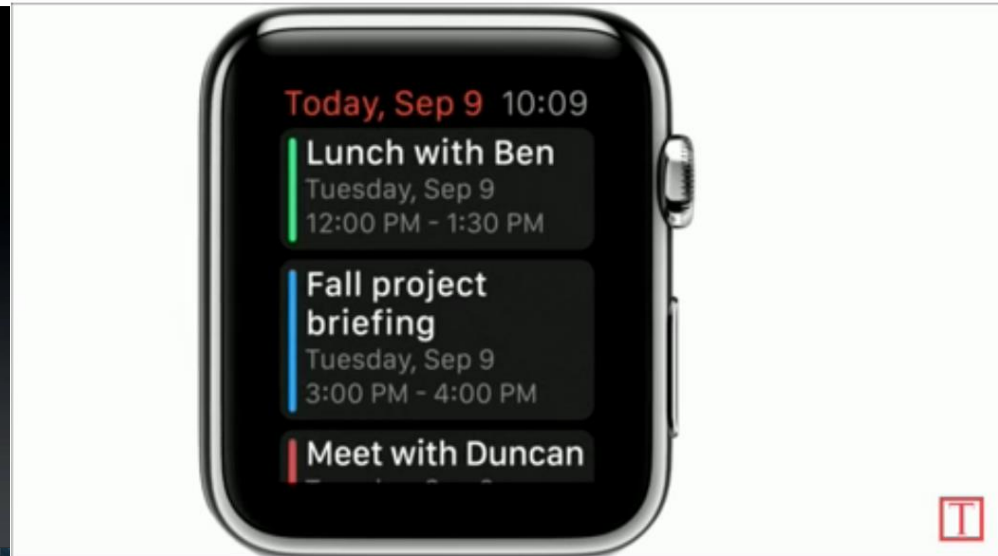 Today, Sep 9 10:09
Lunch with Ben
Tuesday, Sep 9
12:00 PM - 1:30 PM
Fall project
briefing
Tuesday, Sep 9
3:00 PM - 4:00 PM
Meet with Duncan
T